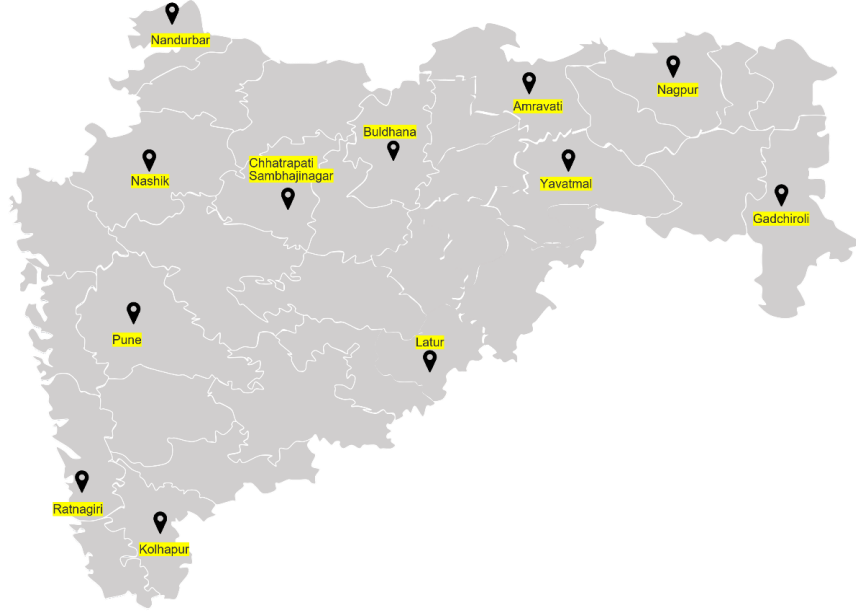 Nandurbar
Nagpur
Amravati
Buldhana
Chhatrapati
Sambhajinagar
Nashik
Yavatmal
Gadchiroli
Pune
Latur
Ratnagiri
Kolhapur